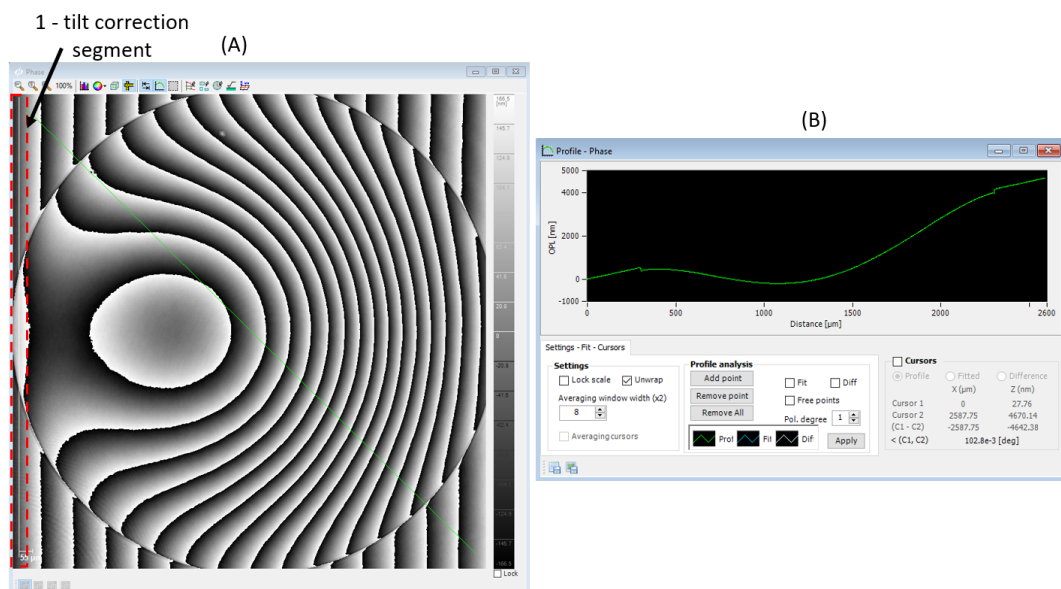 1 - tilt correction
segment
(A)
Phase
100%
166.5
[nm]
145.7
124.9
41.6
20.8
0
-20.8
-124.9
-145.7
-166.5
55 µm
Lock
(B)
Profile - Phase
OPL [nm]
5000
4000
2000
0
-1000
0
500
1000
1500
2000
2600
Distance [µm]
Settings - Fit - Cursors
Settings
Lock scale
Unwrap
Averaging window width (x2)
8
Averaging cursors
Profile analysis
Add point
Remove point
Remove All
Fit
Diff
Free points
Pol. degree
1
Prof
Fit
Dif
Apply
Cursors
Profile
Fitted
Difference
X (µm)
Z (nm)
Cursor 1
0
27.76
Cursor 2
2587.75
4670.14
(C1 - C2)
-2587.75
-4642.38
< (C1, C2)
102.8e-3 [deg]